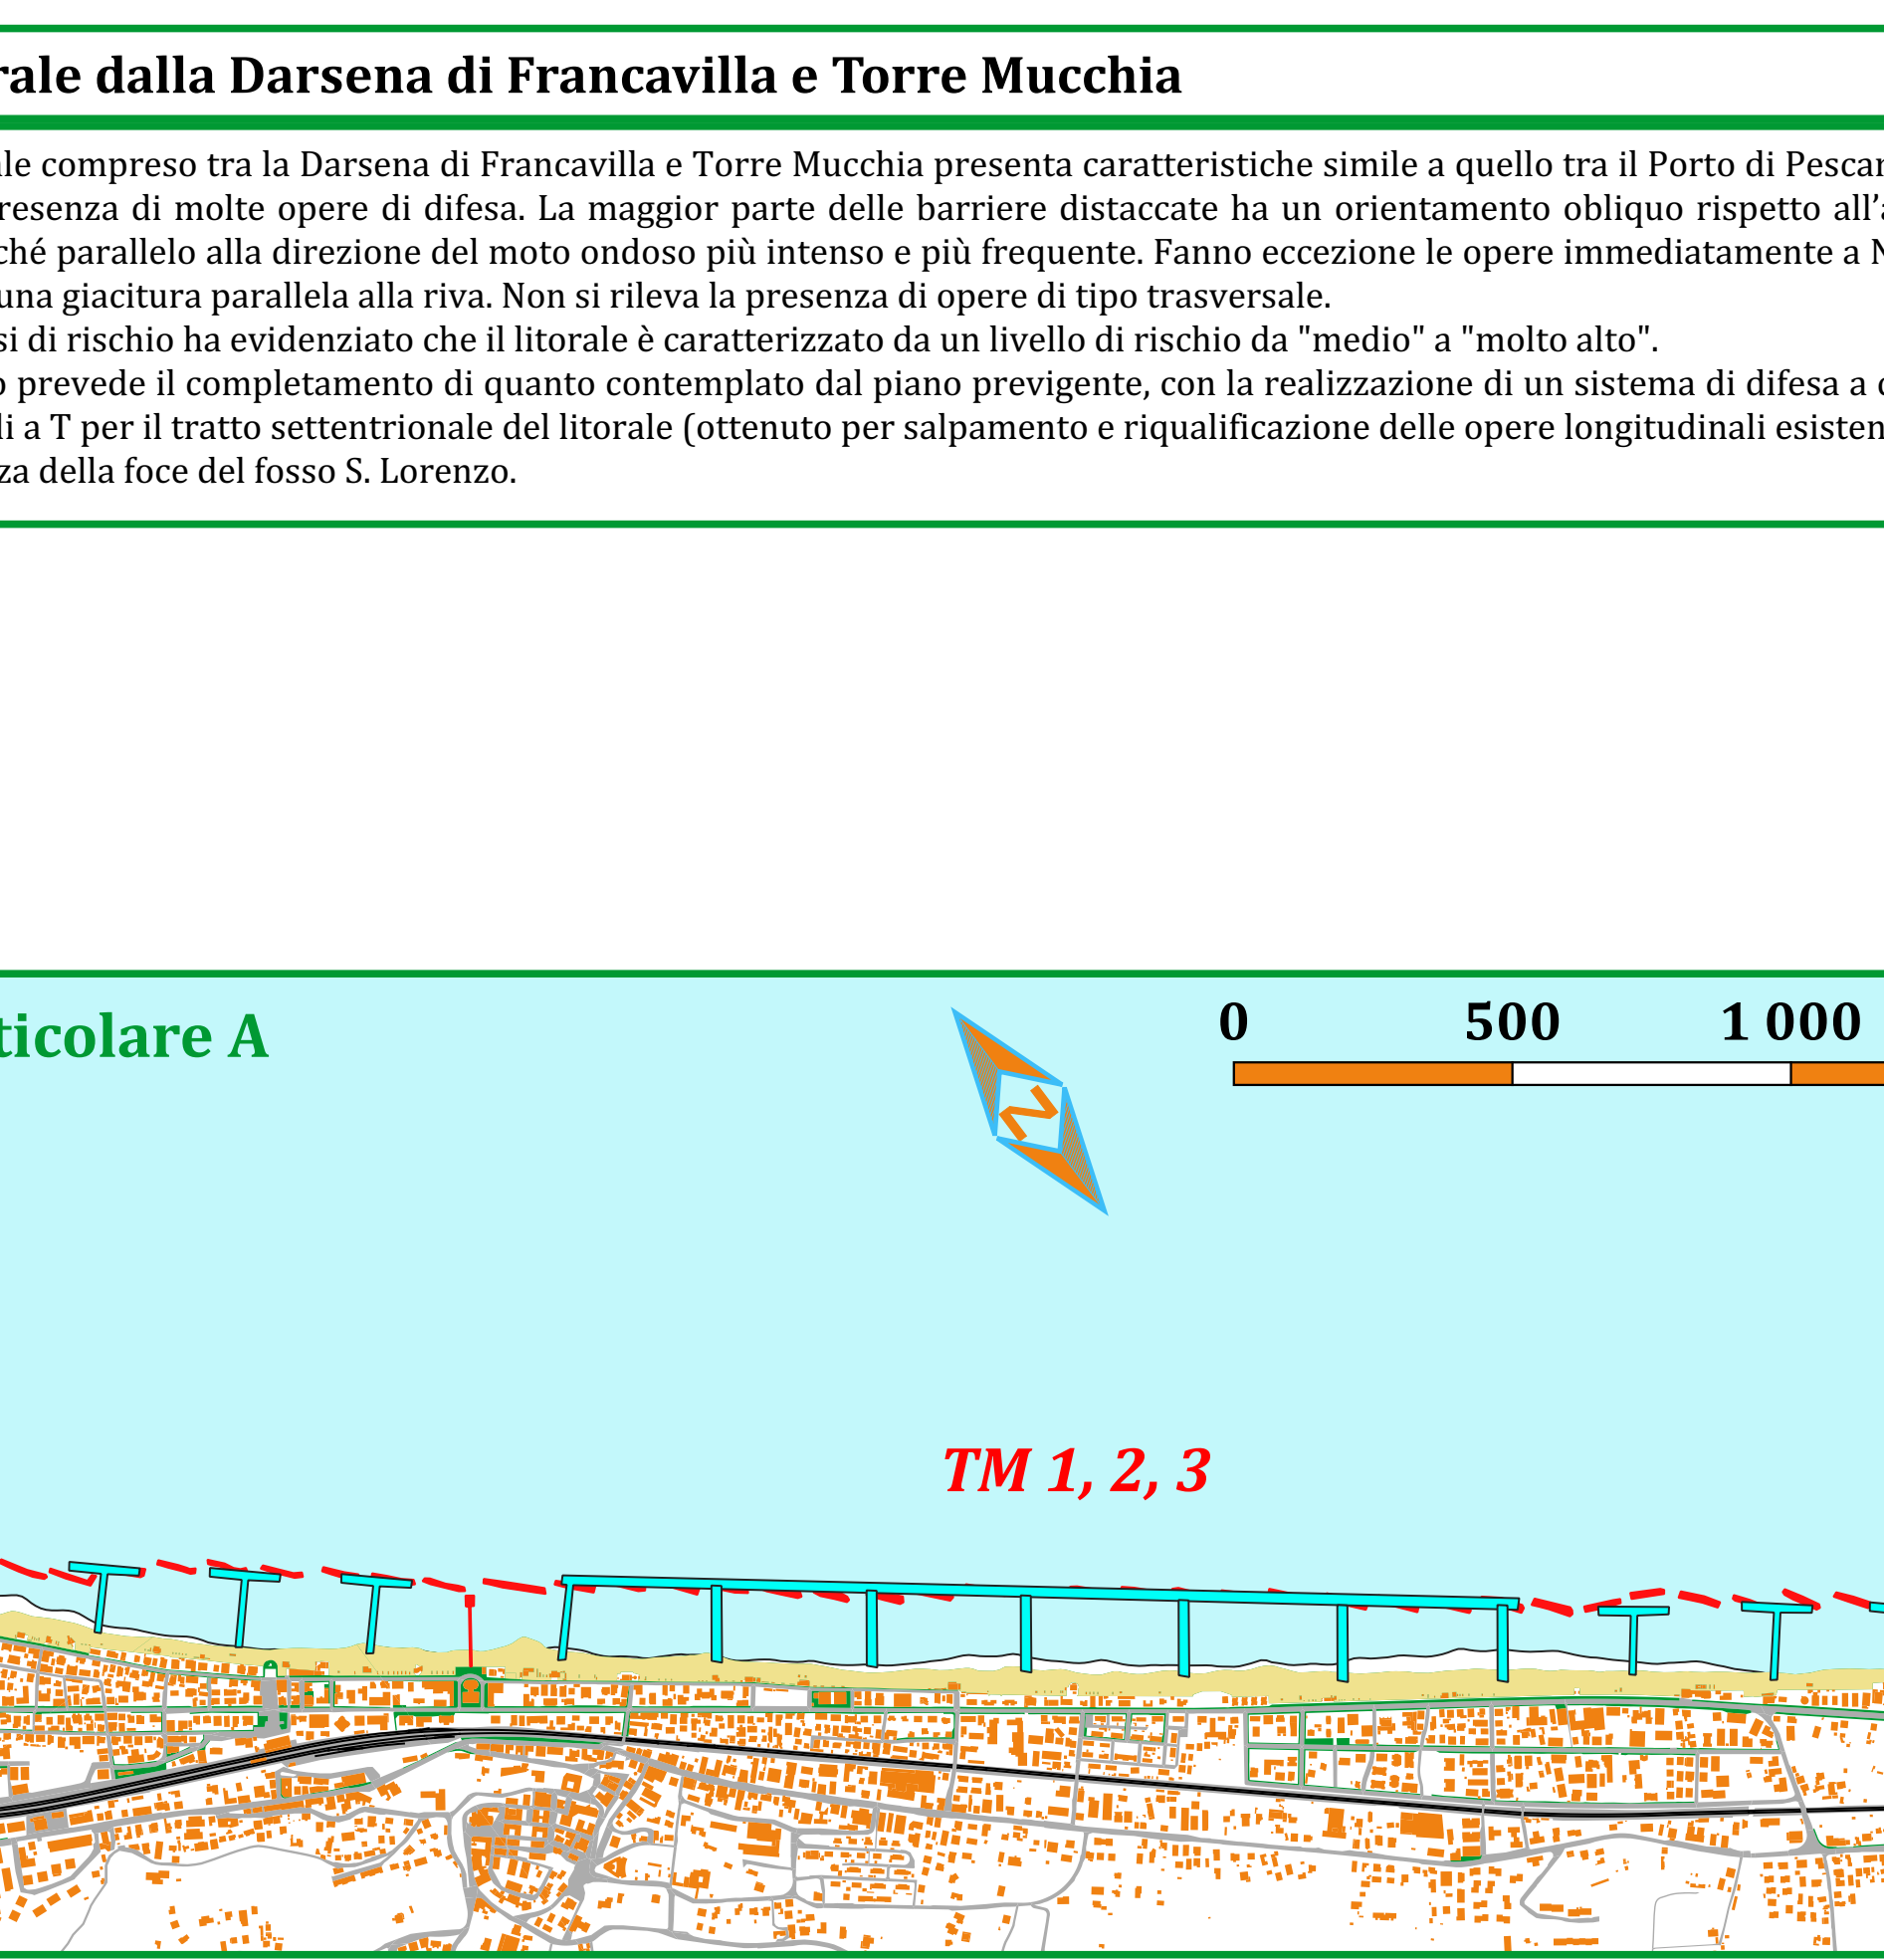 rale dalla Darsena di Francavilla e Torre Mucchia
ale compreso tra la Darsena di Francavilla e Torre Mucchia presenta caratteristiche simile a quello tra il Porto di Pescar
resenza di molte opere di difesa. La maggior parte delle barriere distaccate ha un orientamento obliquo rispetto all’a
ché parallelo alla direzione del moto ondoso più intenso e più frequente. Fanno eccezione le opere immediatamente a N
una giacitura parallela alla riva. Non si rileva la presenza di opere di tipo trasversale.
si di rischio ha evidenziato che il litorale è caratterizzato da un livello di rischio da "medio" a "molto alto".
o prevede il completamento di quanto contemplato dal piano previgente, con la realizzazione di un sistema di difesa a c
li a T per il tratto settentrionale del litorale (ottenuto per salpamento e riqualificazione delle opere longitudinali esisten
za della foce del fosso S. Lorenzo.
ticolare A
0 500 1 000
N
TM 1, 2, 3